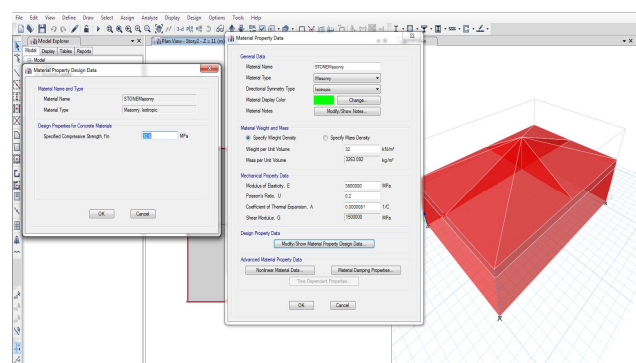 File Edit View Define Draw Select Assign Analyze Display Design Options Tools Help
Model Explorer
Plan View - Story2 - Z = 11 (m)
Model Display Tables Reports
Model
Material Property Design Data
Material Name and Type
Material Name STONEMasonry
Material Type Masonry, Isotropic
Design Properties for Concrete Materials
Specified Compressive Strength, f'm MPa
OK Cancel
Material Property Data
General Data
Material Name STONEMasonry
Material Type Masonry
Directional Symmetry Type Isotropic
Material Display Color Change...
Material Notes Modify/Show Notes...
Material Weight and Mass
Specify Weight Density Specify Mass Density
Weight per Unit Volume 32 kN/m³
Mass per Unit Volume 3263.092 kg/m³
Mechanical Property Data
Modulus of Elasticity, E 3600000 MPa
Poisson's Ratio, U 0.2
Coefficient of Thermal Expansion, A 0.0000081 1/C
Shear Modulus, G 1500000 MPa
Design Property Data
Modify/Show Material Property Design Data...
Advanced Material Property Data
Nonlinear Material Data... Material Damping Properties...
Time Dependent Properties...
OK Cancel